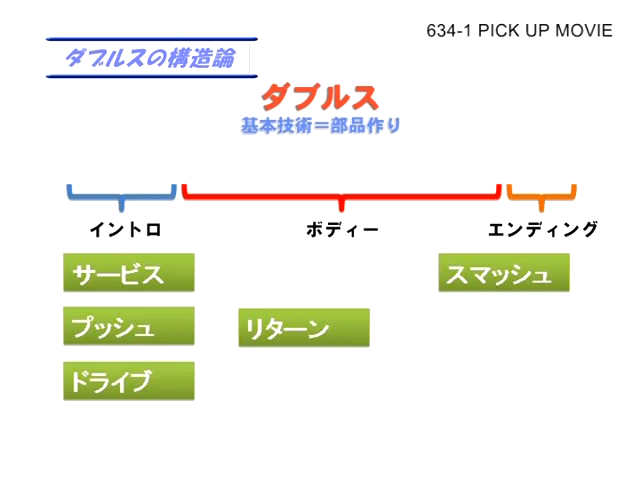 634-1 PICK UP MOVIE
ダブルスの構造論
ダブルス
基本技術＝部品作り
イントロ
ボディー
エンディング
サービス
スマッシュ
プッシュ
リターン
ドライブ